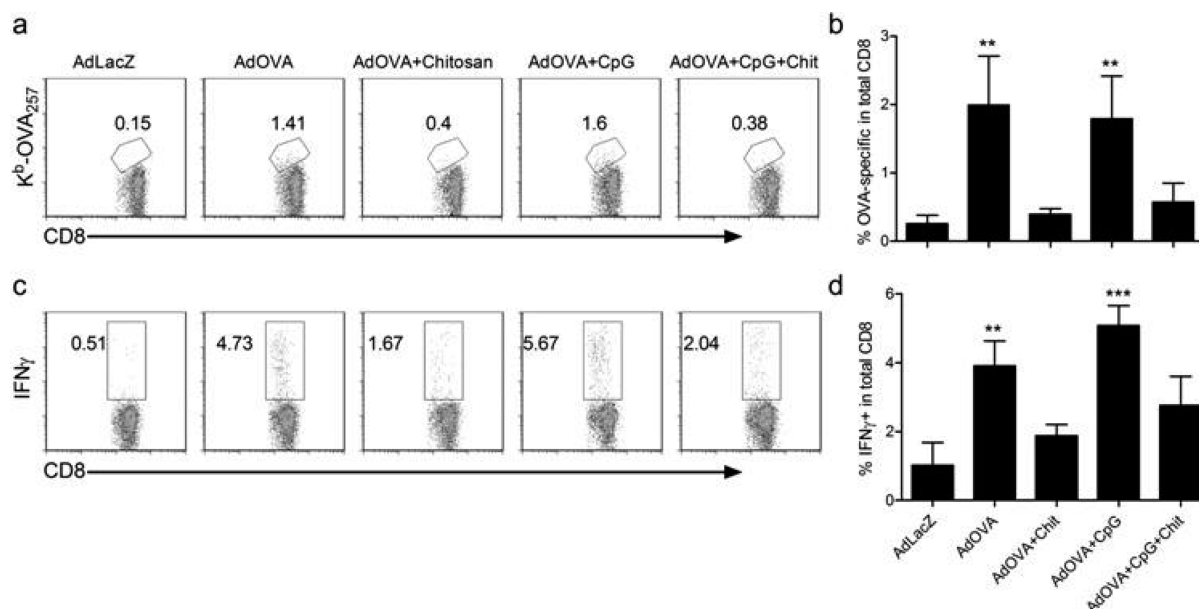 a
AdLacZ AdOVA AdOVA+Chitosan AdOVA+CpG AdOVA+CpG+Chit
Kᵇ-OVA₂₅₇
0.15 1.41 0.4 1.6 0.38
CD8
b
% OVA-specific in total CD8
3
2
1
0
** **
c
IFNγ
0.51 4.73 1.67 5.67 2.04
CD8
d
% IFNγ+ in total CD8
6
4
2
0
** ***
AdLacZ
AdOVA
AdOVA+Chit
AdOVA+CpG
AdOVA+CpG+Chit